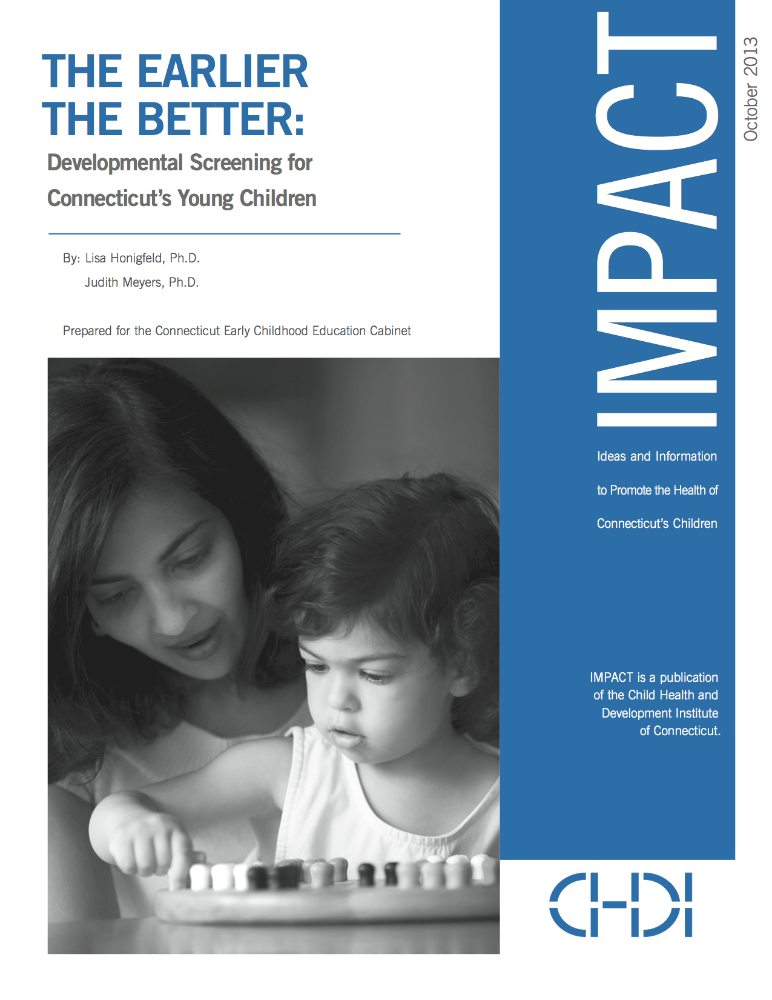 THE EARLIER
THE BETTER:
Developmental Screening for
Connecticut's Young Children
By: Lisa Honigfeld, Ph.D.
Judith Meyers, Ph.D.
Prepared for the Connecticut Early Childhood Education Cabinet
IMPACT
October 2013
Ideas and Information
to Promote the Health of
Connecticut's Children
IMPACT is a publication
of the Child Health and
Development Institute
of Connecticut.
CHDI